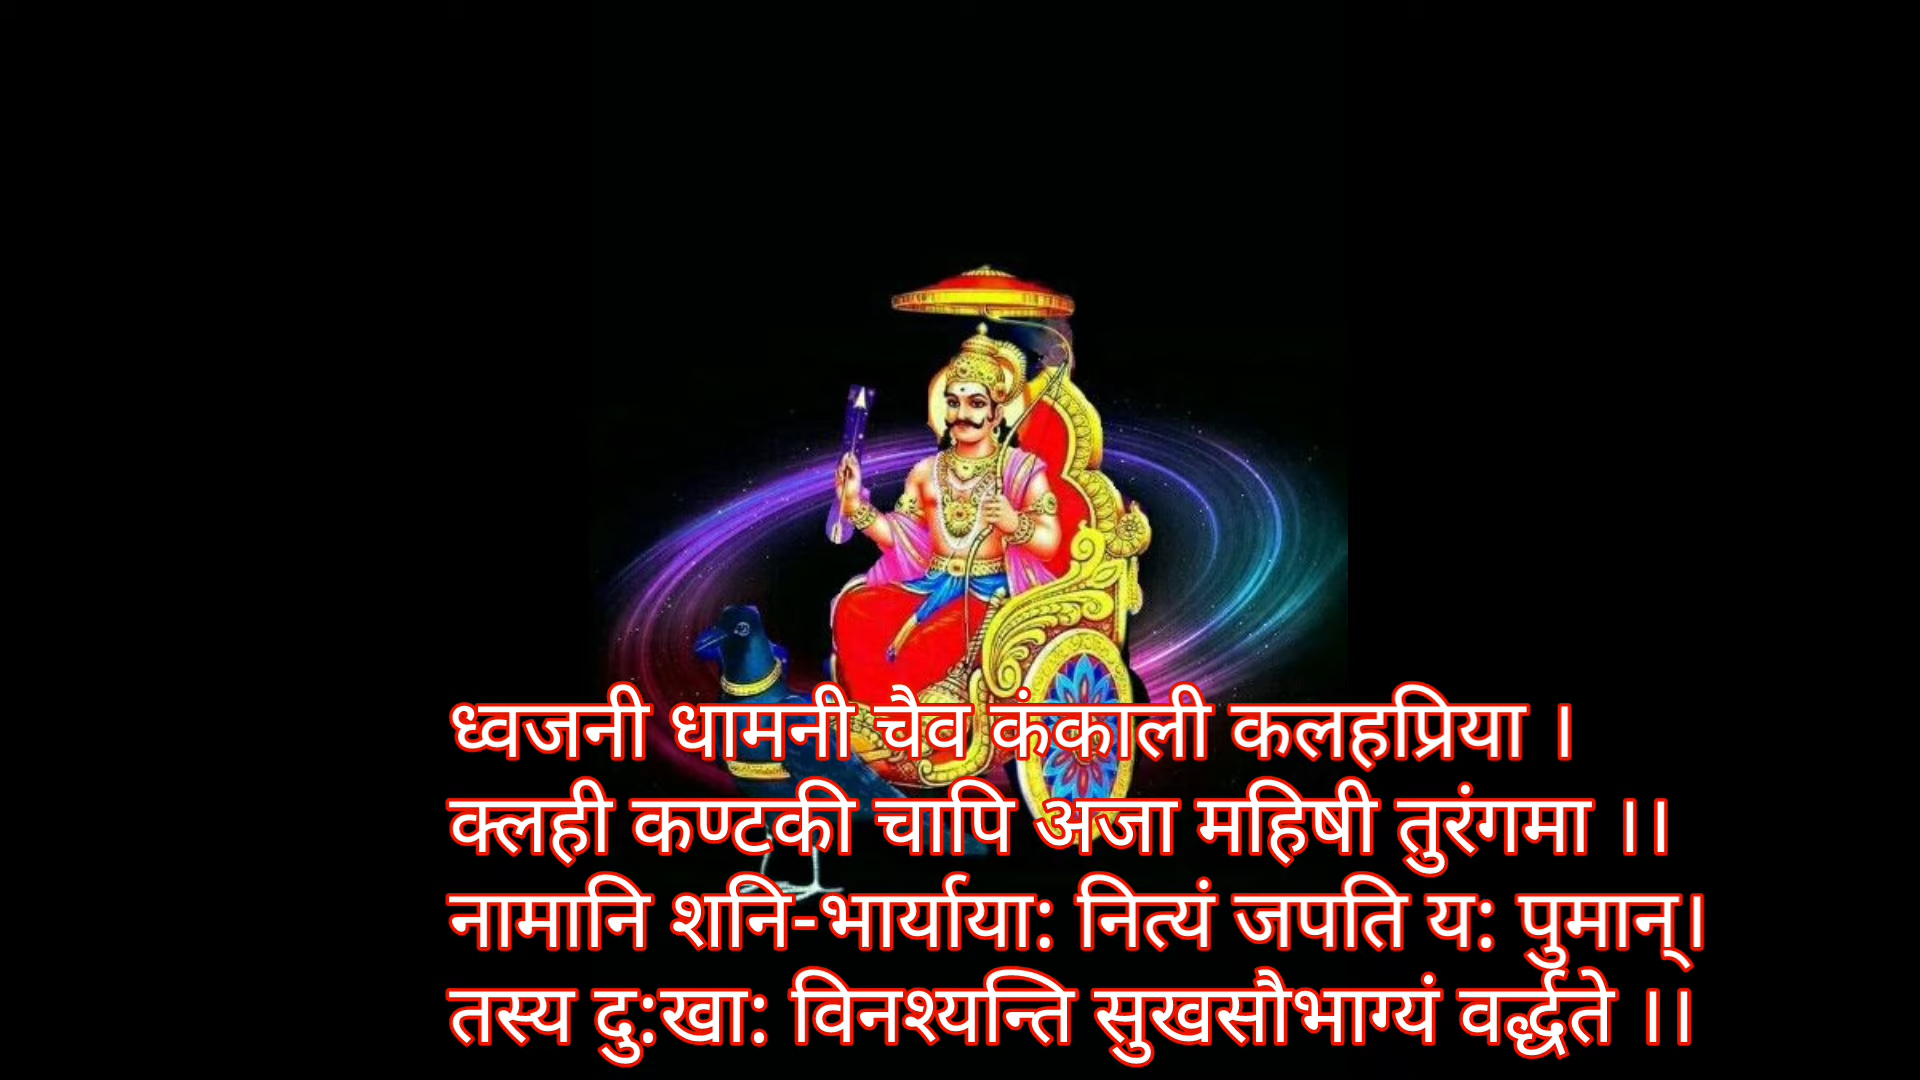 ध्वजनी धामनी चैव कंकाली कलहप्रिया ।
क्लही कण्टकी चापि अजा महिषी तुरंगमा ।।
नामानि शनि-भार्याया: नित्यं जपति य: पुमान्।
तस्य दु:खा: विनश्यन्ति सुखसौभाग्यं वर्द्धते ।।